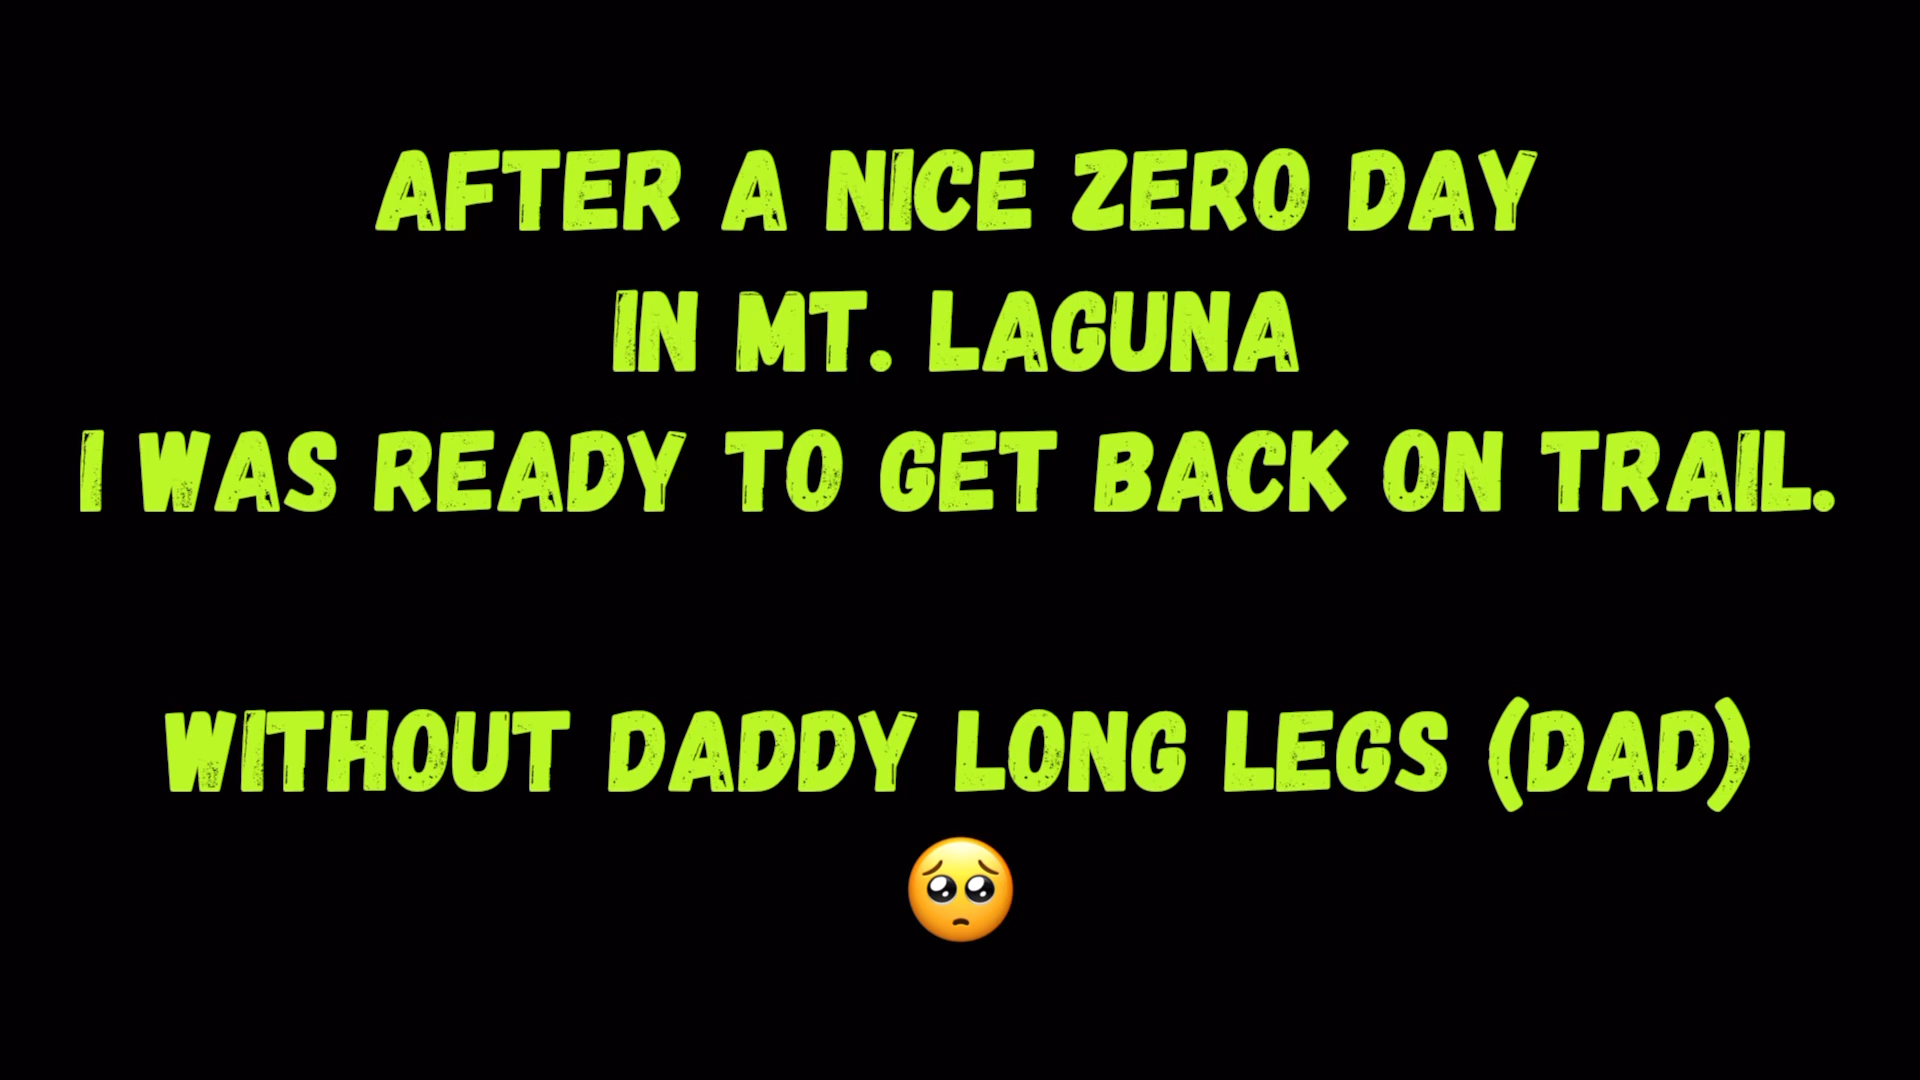 AFTER A NICE ZERO DAY
IN MT. LAGUNA
I WAS READY TO GET BACK ON TRAIL.
WITHOUT DADDY LONG LEGS (DAD)
🥺